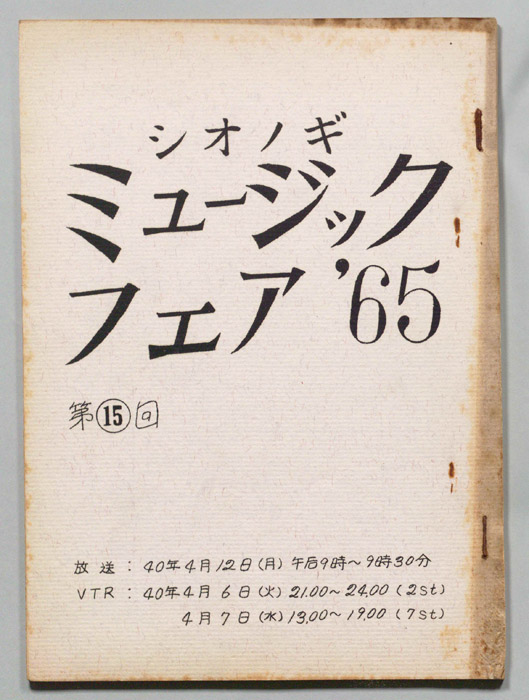 シオノギ
ミュージック
フェア '65
第⑮回
放送：40年4月12日(月)午后9時〜9時30分
VTR：40年4月6日(火)21.00〜24.00(2st)
4月7日(水)13.00〜19.00(7st)